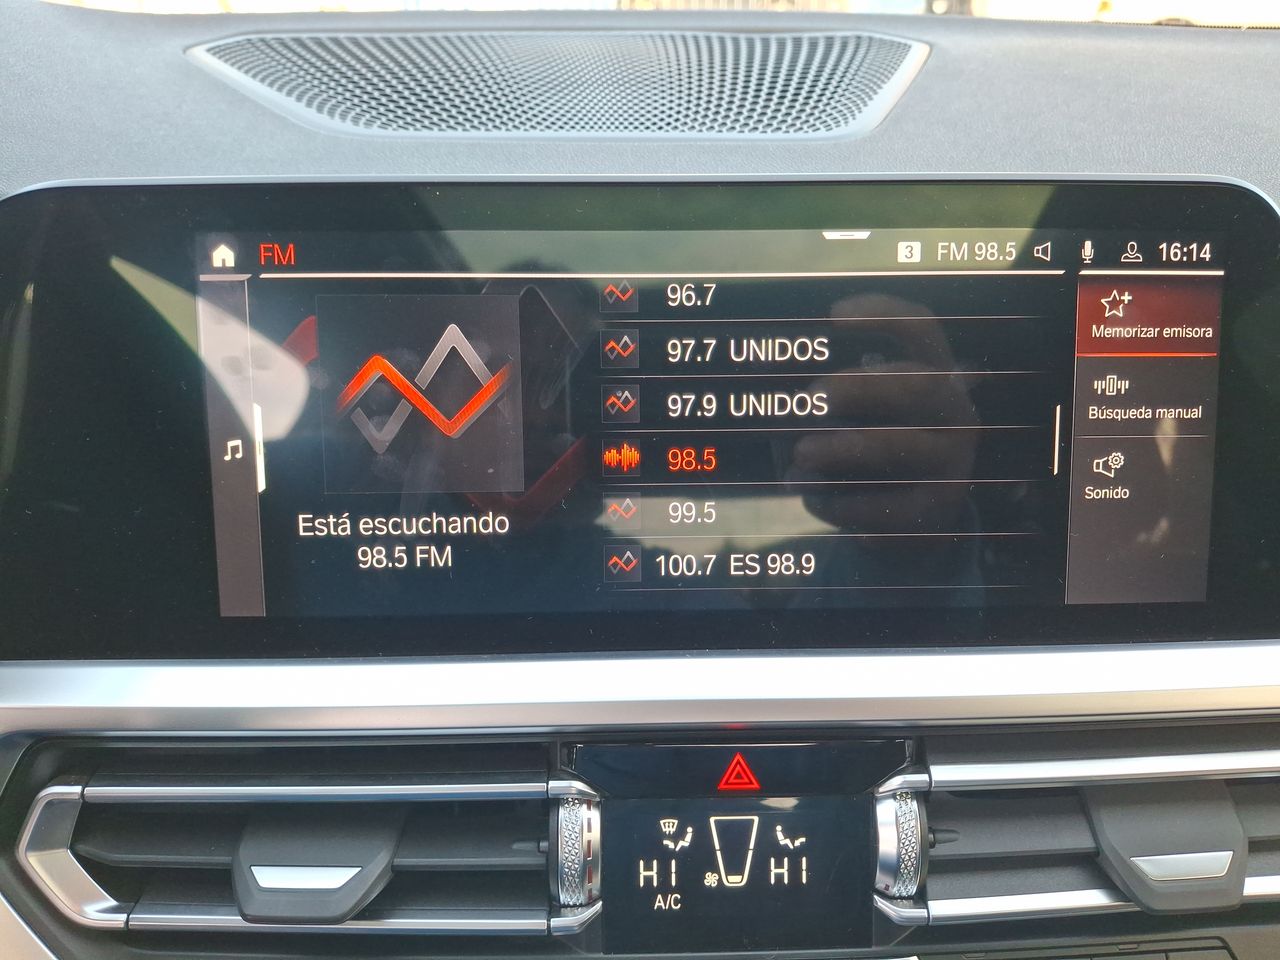 FM
3 FM 98.5 16:14
96.7
97.7 UNIDOS
97.9 UNIDOS
98.5
99.5
100.7 ES 98.9
Está escuchando
98.5 FM
Memorizar emisora
Búsqueda manual
Sonido
HI HI
A/C